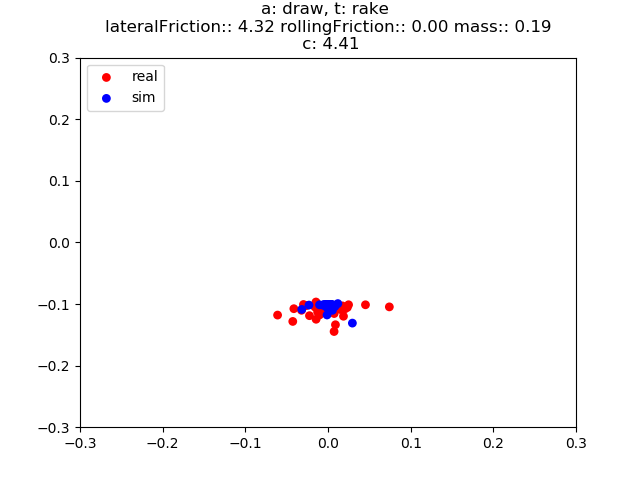 a: draw, t: rake
lateralFriction:: 4.32 rollingFriction:: 0.00 mass:: 0.19
c: 4.41
real
sim
0.3
0.2
0.1
0.0
−0.1
−0.2
−0.3
−0.3 −0.2 −0.1 0.0 0.1 0.2 0.3